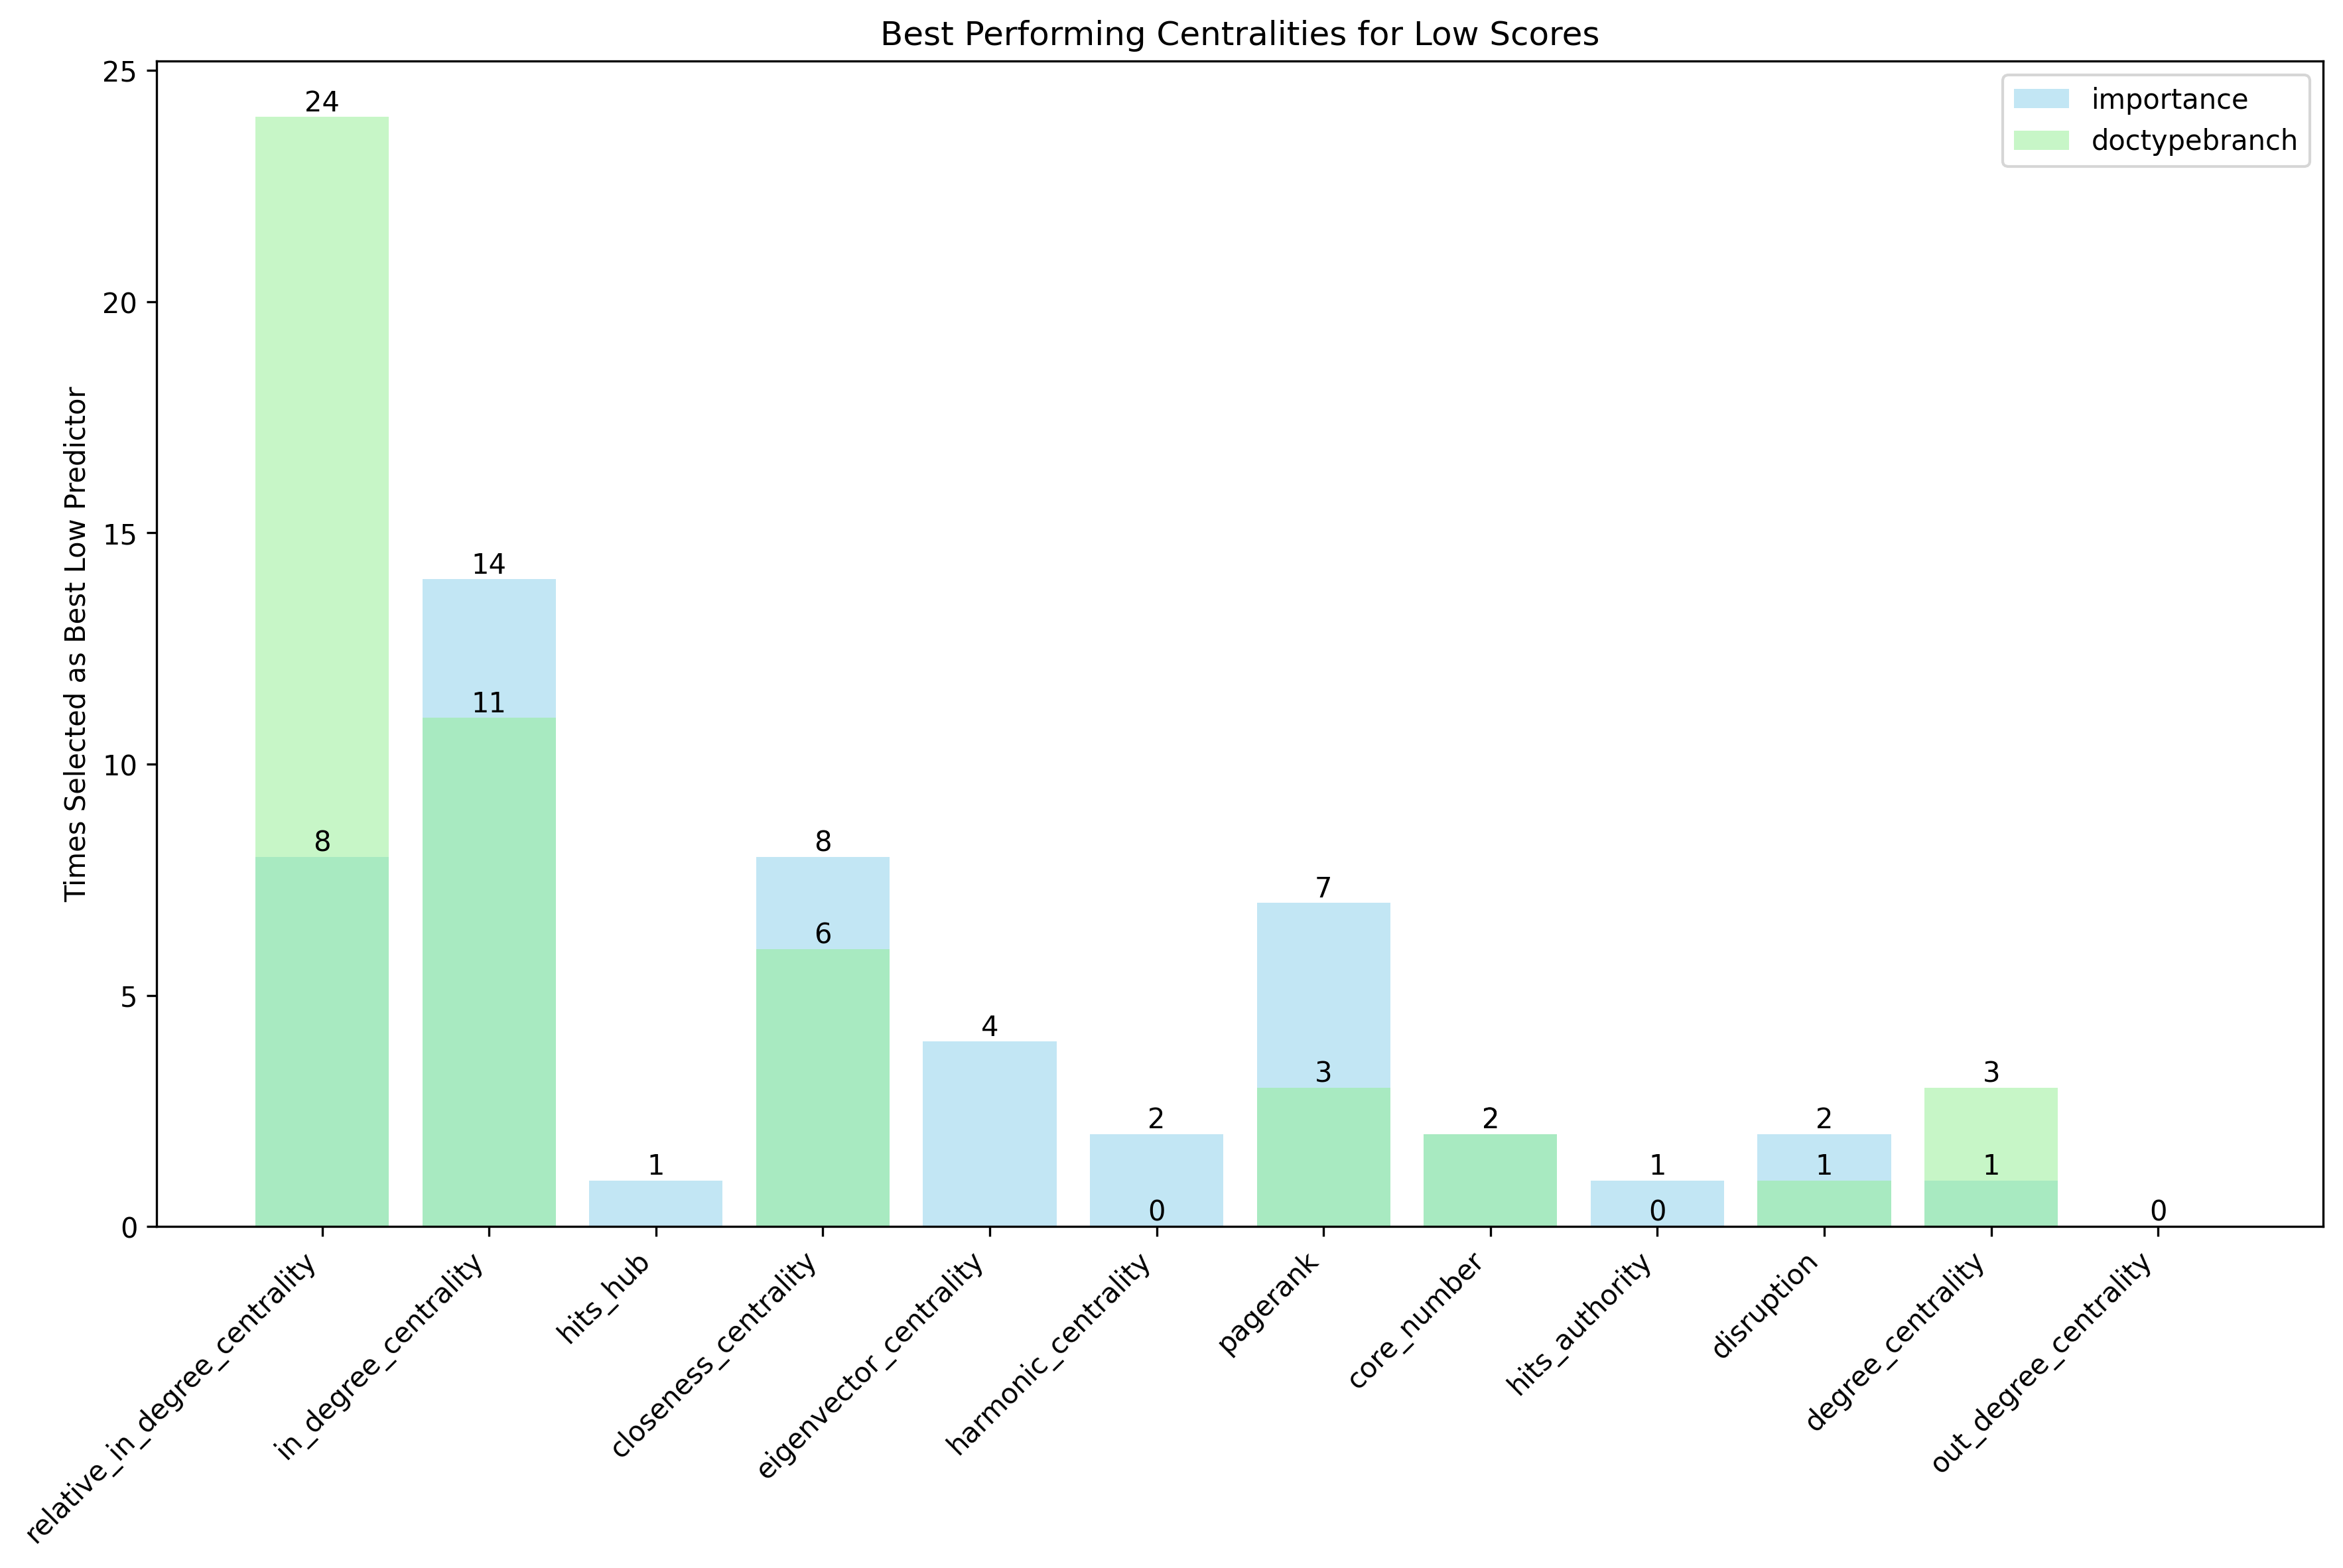 Best Performing Centralities for Low Scores
importance
doctypebranch
Times Selected as Best Low Predictor
25
20
15
10
5
0
24
8
14
11
1
8
6
4
2
0
7
3
2
1
0
2
1
3
1
0
relative_in_degree_centrality
in_degree_centrality
hits_hub
closeness_centrality
eigenvector_centrality
harmonic_centrality
pagerank
core_number
hits_authority
disruption
degree_centrality
out_degree_centrality